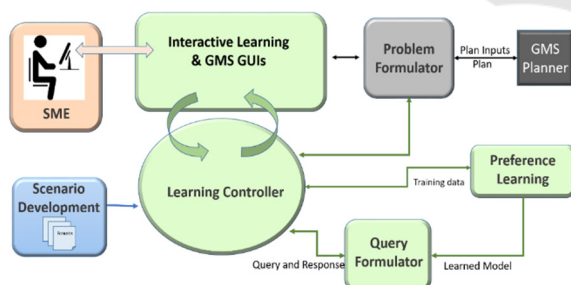 SME
Interactive Learning
& GMS GUIs
Problem
Formulator
Plan Inputs
Plan
GMS
Planner
Scenario
Development
Learning Controller
Training data
Preference
Learning
Query
Formulator
Query and Response
Learned Model